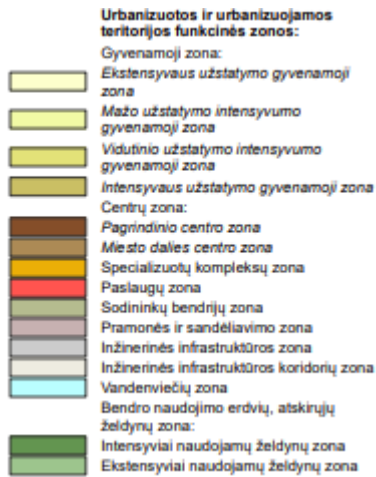 Urbanizuotos ir urbanizuojamos
teritorijos funkcinės zonos:
Gyvenamoji zona:
Ekstensyvaus užstatymo gyvenamoji
zona
Mažo užstatymo intensyvumo
gyvenamoji zona
Vidutinio užstatymo intensyvumo
gyvenamoji zona
Intensyvaus užstatymo gyvenamoji zona
Centrų zona:
Pagrindinio centro zona
Miesto dalies centro zona
Specializuotų kompleksų zona
Paslaugų zona
Sodininkų bendrijų zona
Pramonės ir sandėliavimo zona
Inžinerinės infrastruktūros zona
Inžinerinės infrastruktūros koridorių zona
Vandenviečių zona
Bendro naudojimo erdvių, atskirųjų
želdynų zona:
Intensyviai naudojamų želdynų zona
Ekstensyviai naudojamų želdynų zona